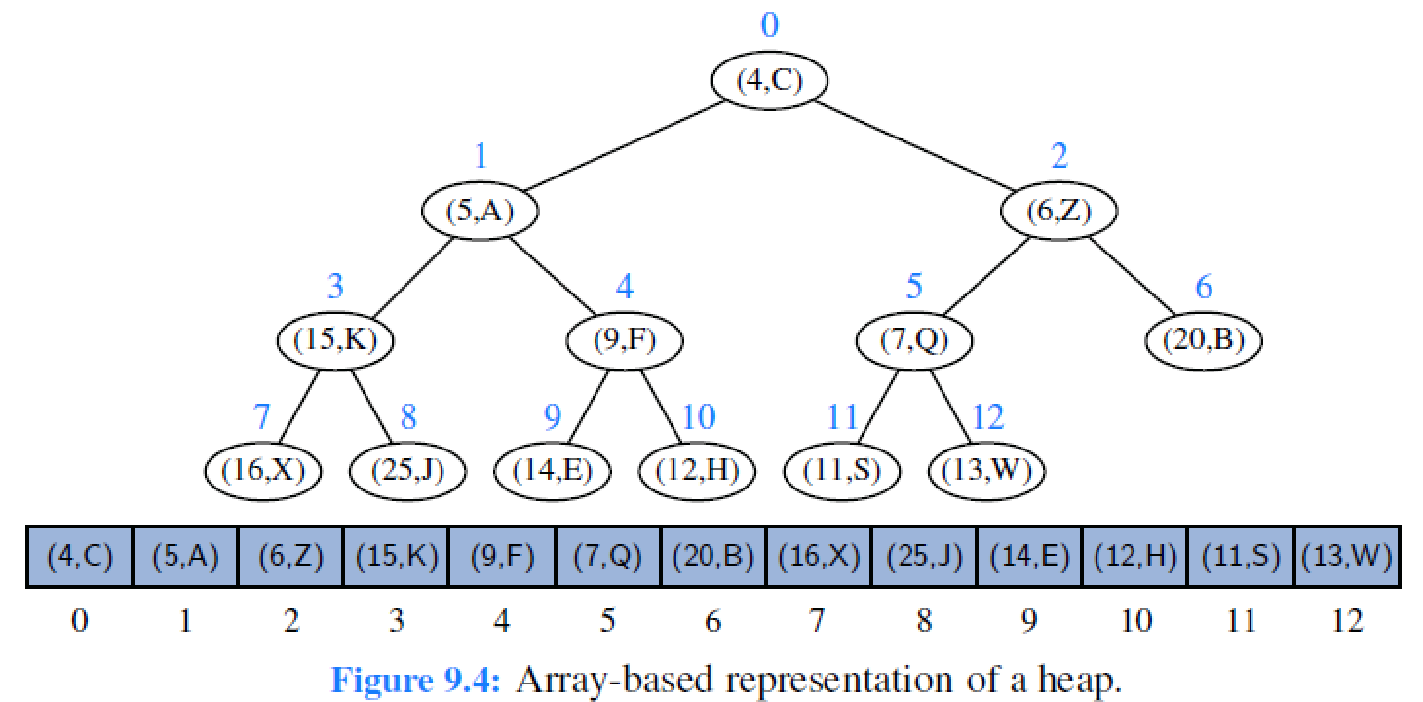 0
(4,C)
1 2
(5,A) (6,Z)
3 4 5 6
(15,K) (9,F) (7,Q) (20,B)
7 8 9 10 11 12
(16,X) (25,J) (14,E) (12,H) (11,S) (13,W)
(4,C) (5,A) (6,Z) (15,K) (9,F) (7,Q) (20,B) (16,X) (25,J) (14,E) (12,H) (11,S) (13,W)
0 1 2 3 4 5 6 7 8 9 10 11 12
Figure 9.4: Array-based representation of a heap.